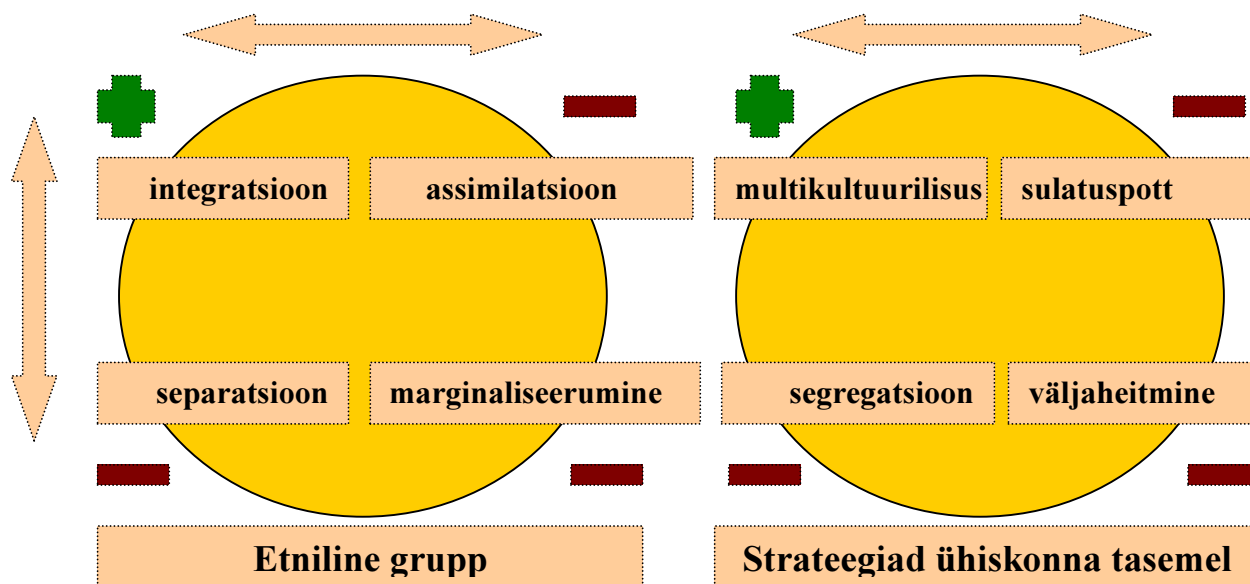 integratsioon assimilatsioon
multikultuurilisus sulatuspott
separatsioon marginaliseerumine
segregatsioon väljaheitmine
Etniline grupp
Strateegiad ühiskonna tasemel